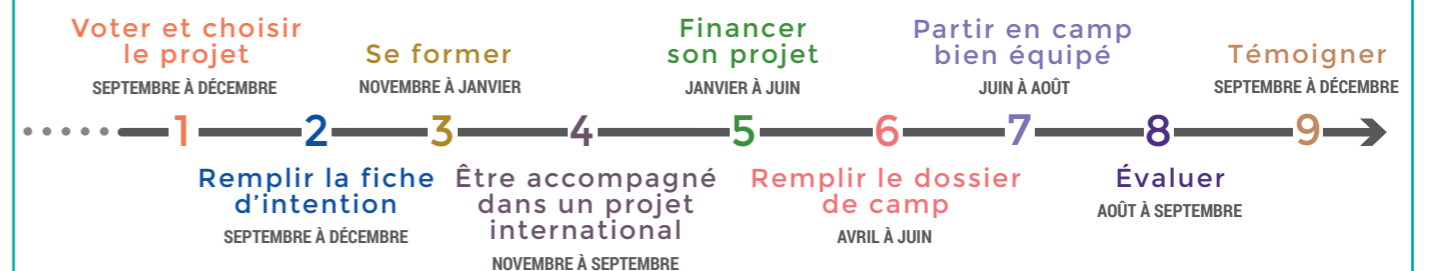 Voter et choisir
le projet
SEPTEMBRE À DÉCEMBRE
Se former
NOVEMBRE À JANVIER
Financer
son projet
JANVIER À JUIN
Partir en camp
bien équipé
JUIN À AOÛT
Témoigner
SEPTEMBRE À DÉCEMBRE
1 2 3 4 5 6 7 8 9
Remplir la fiche
d'intention
SEPTEMBRE À DÉCEMBRE
Être accompagné
dans un projet
international
NOVEMBRE À SEPTEMBRE
Remplir le dossier
de camp
AVRIL À JUIN
Évaluer
AOÛT À SEPTEMBRE